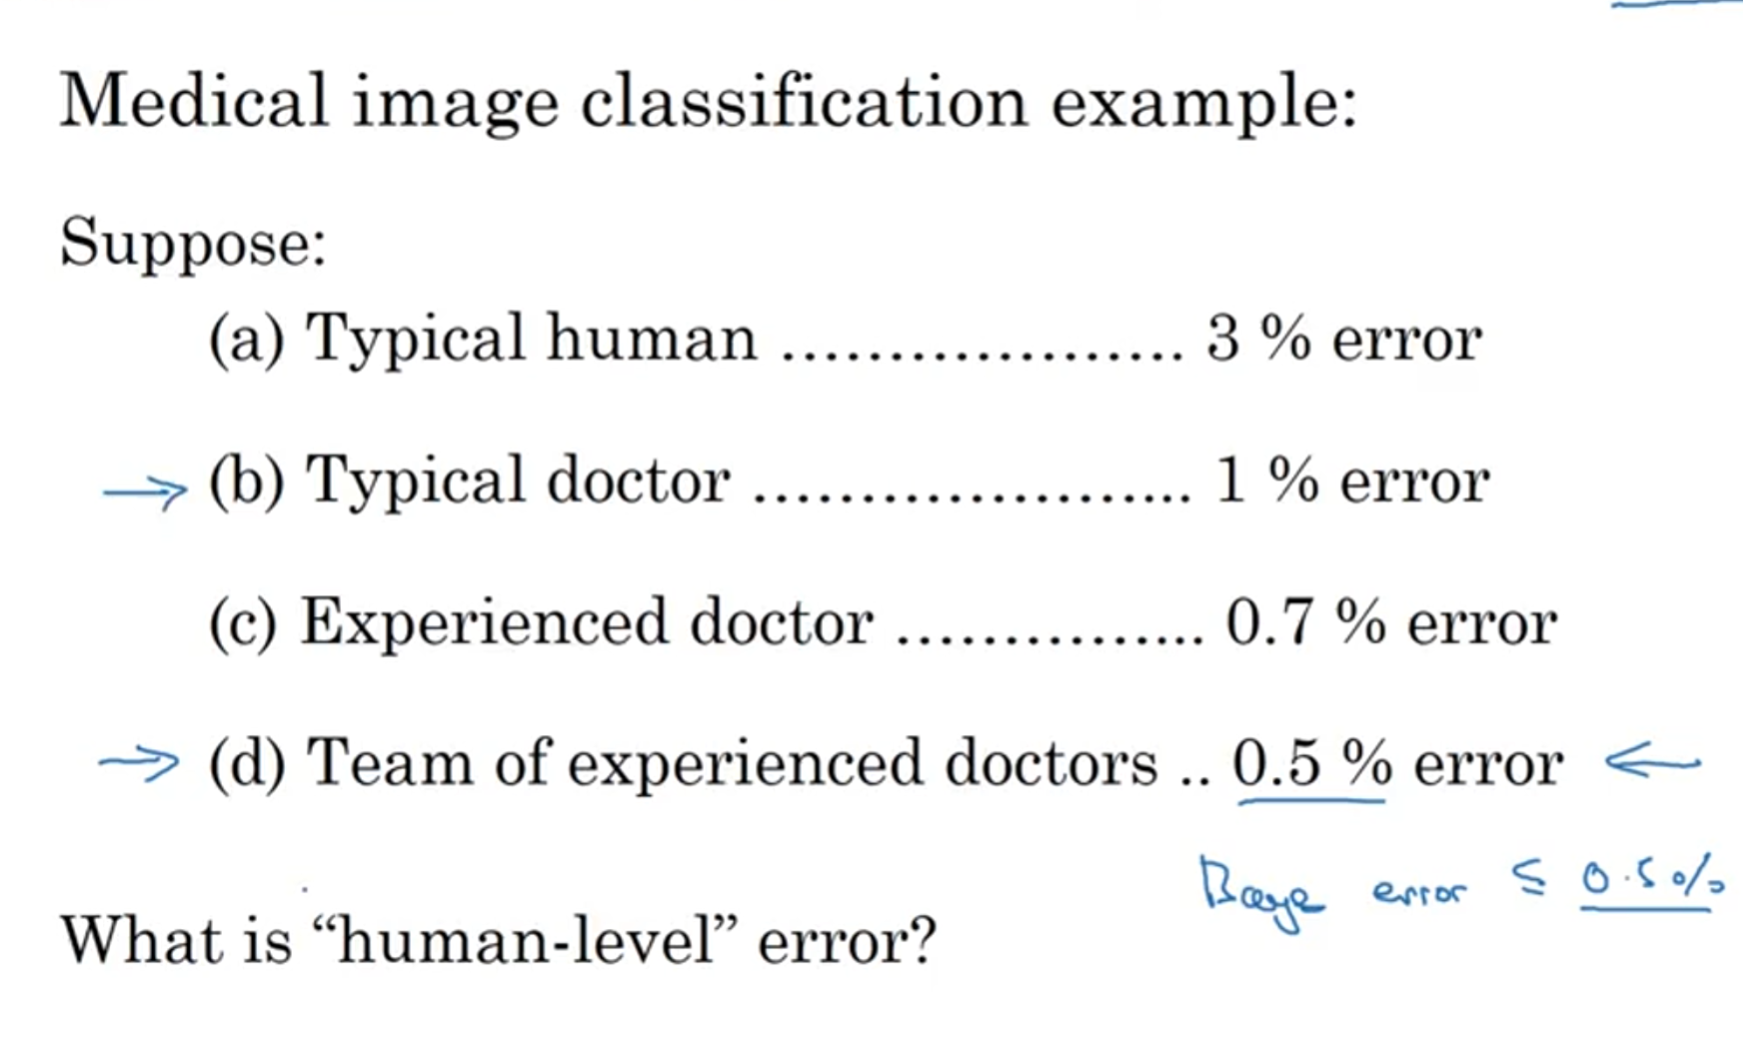 Medical image classification example:
Suppose:
(a) Typical human ................... 3 % error
(b) Typical doctor ..................... 1 % error
(c) Experienced doctor ............... 0.7 % error
(d) Team of experienced doctors .. 0.5 % error
Baye error ≤ 0.5%
What is “human-level” error?